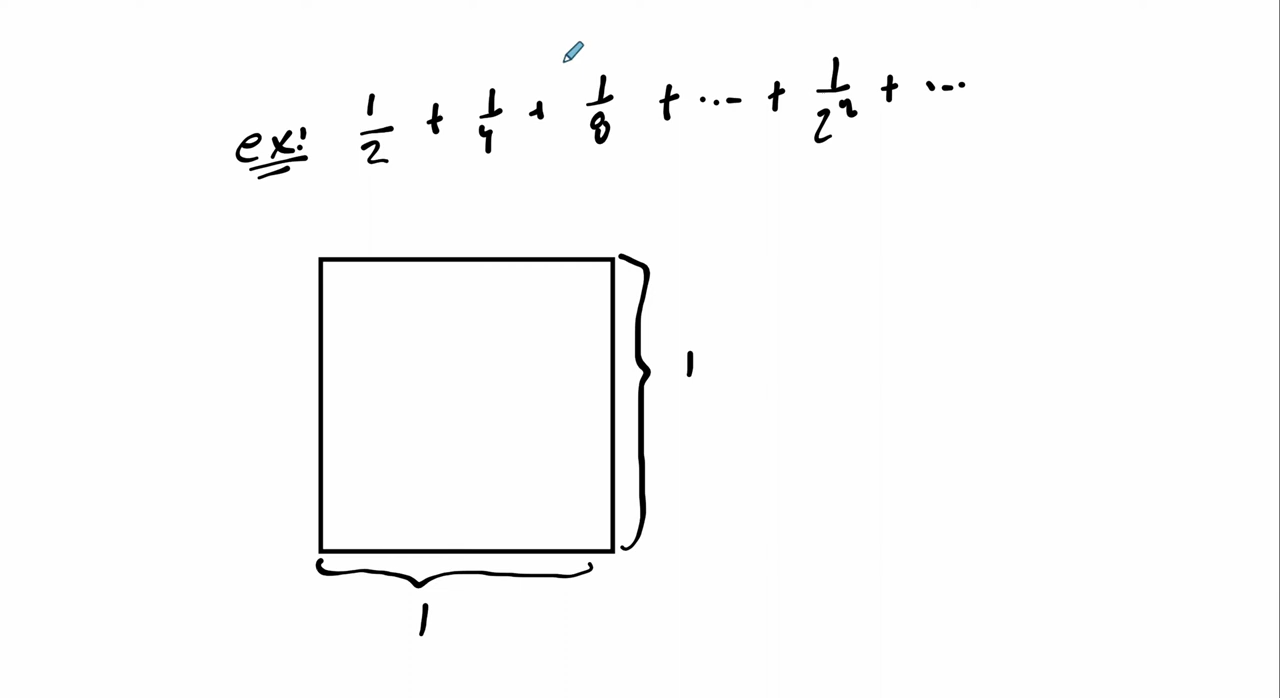 ex! 1/2 + 1/4 + 1/8 + ... + 1/2^n + ...
1
1